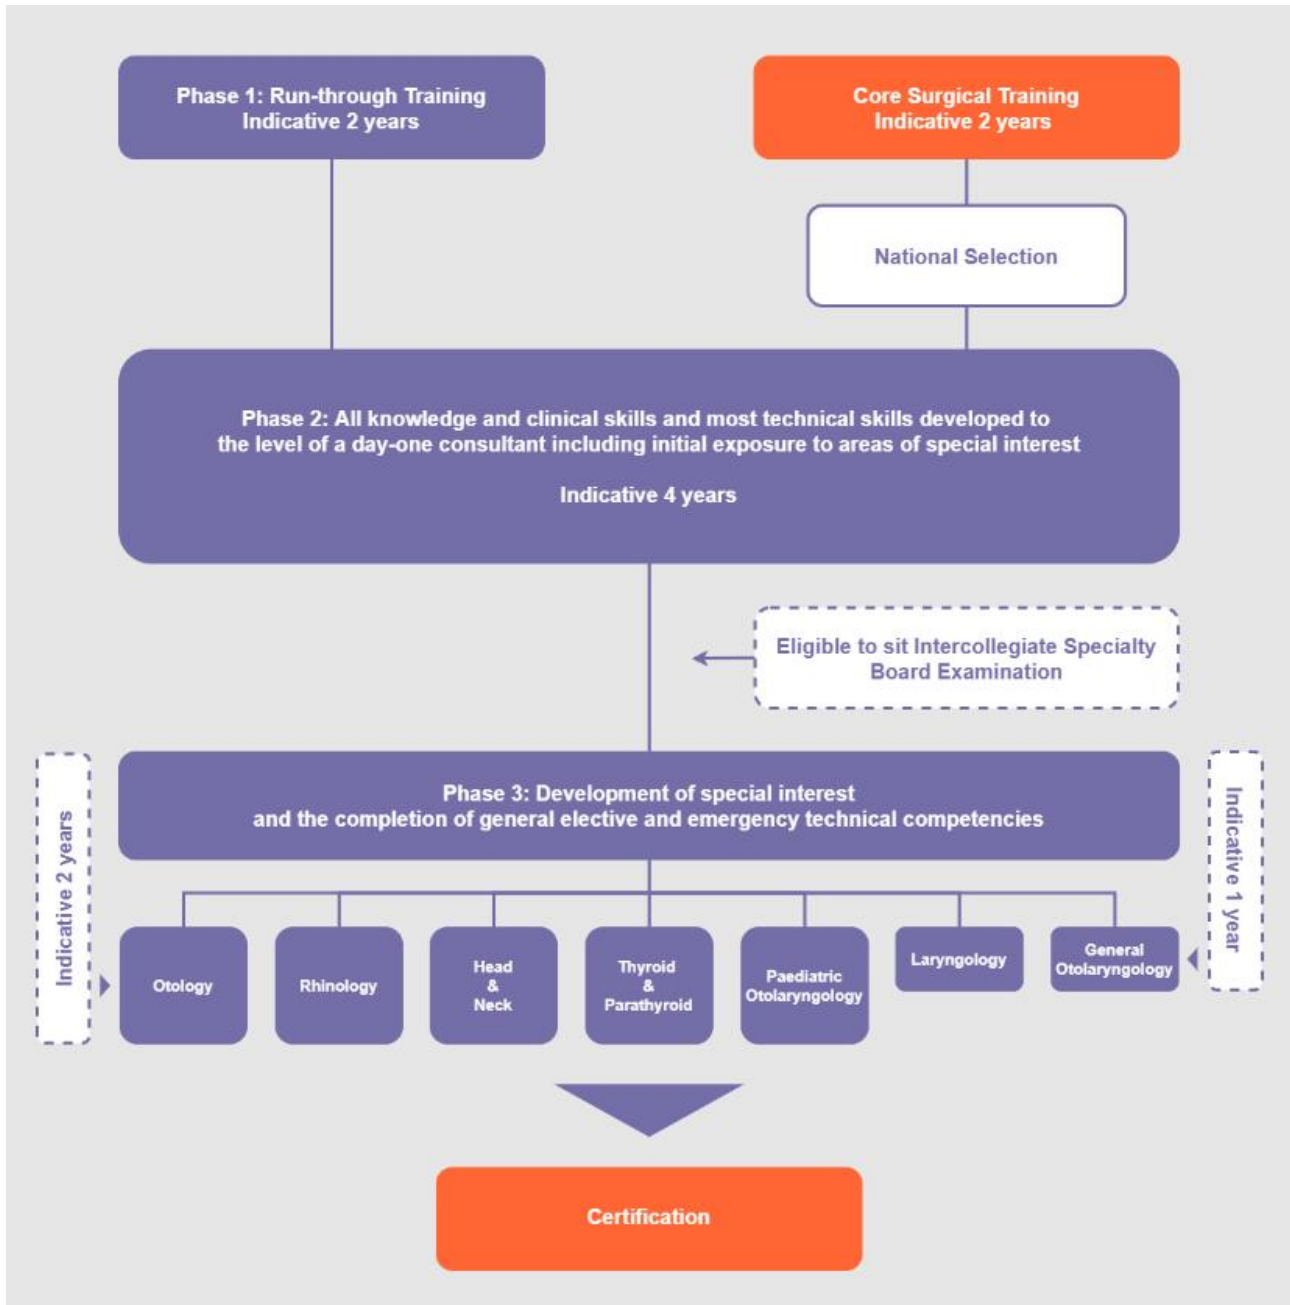 Phase 1: Run-through Training
Indicative 2 years
Core Surgical Training
Indicative 2 years
National Selection
Phase 2: All knowledge and clinical skills and most technical skills developed to
the level of a day-one consultant including initial exposure to areas of special interest
Indicative 4 years
Eligible to sit Intercollegiate Specialty
Board Examination
Phase 3: Development of special interest
and the completion of general elective and emergency technical competencies
Indicative 2 years
Indicative 1 year
Otology
Rhinology
Head
&
Neck
Thyroid
&
Parathyroid
Paediatric
Otolaryngology
Laryngology
General
Otolaryngology
Certification